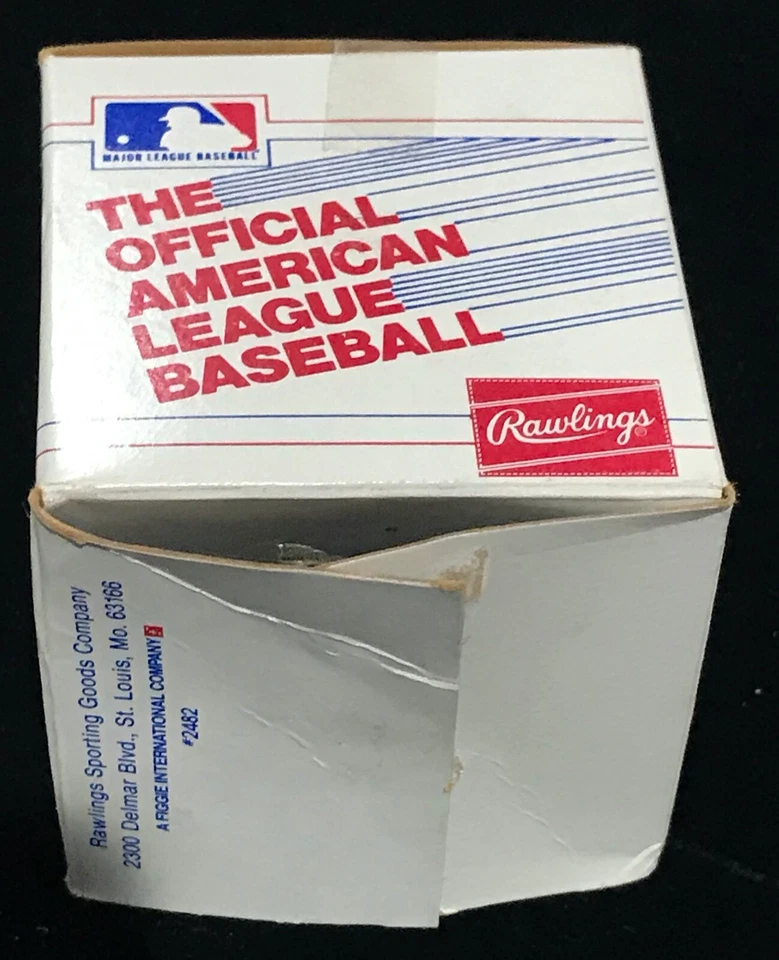 MAJOR LEAGUE BASEBALL
THE
OFFICIAL
AMERICAN
LEAGUE
BASEBALL
Rawlings®
Rawlings Sporting Goods Company
2300 Delmar Blvd., St. Louis, Mo. 63166
A FIGGIE INTERNATIONAL COMPANY
#2482